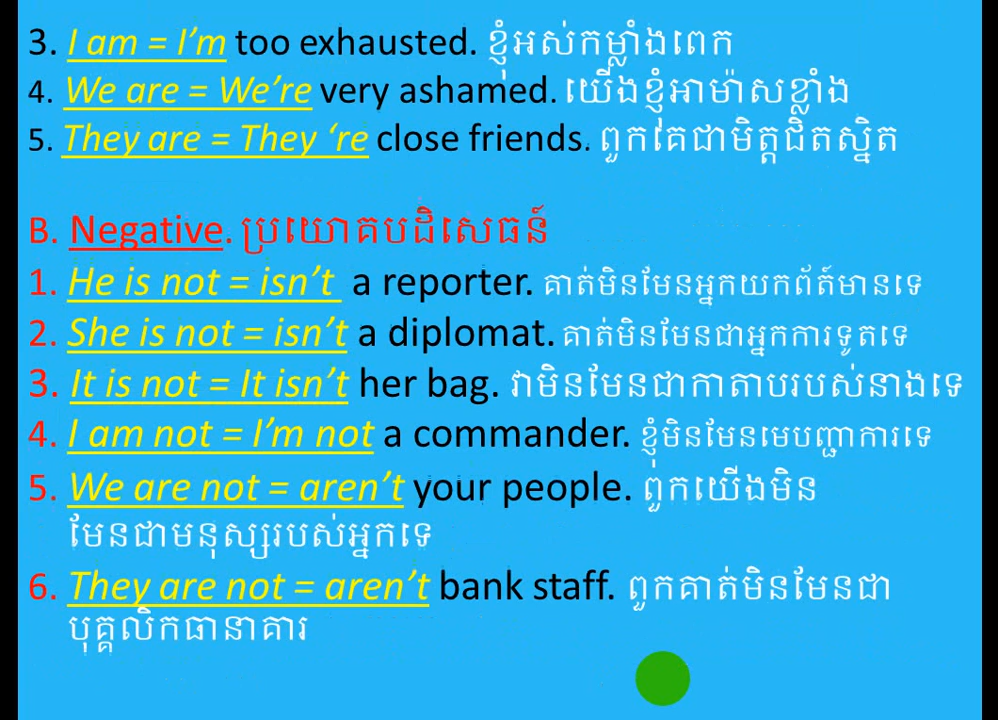 3. I am = I’m too exhausted. ខ្ញុំអស់កម្លាំងពេក
4. We are = We’re very ashamed. យើងខ្ញុំអាម៉ាសខ្លាំង
5. They are = They ‘re close friends. ពួកគេជាមិត្តជិតស្និត
B. Negative. ប្រយោគបដិសេធន៍
1. He is not = isn’t a reporter. គាត់មិនមែនអ្នកយកព័ត៍មានទេ
2. She is not = isn’t a diplomat. គាត់មិនមែនជាអ្នកការទូតទេ
3. It is not = It isn’t her bag. វាមិនមែនជាកាតាបរបស់នាងទេ
4. I am not = I’m not a commander. ខ្ញុំមិនមែនមេបញ្ជាការទេ
5. We are not = aren’t your people. ពួកយើងមិន
មែនជាមនុស្សរបស់អ្នកទេ
6. They are not = aren’t bank staff. ពួកគាត់មិនមែនជា
បុគ្គលិកធានាគារ